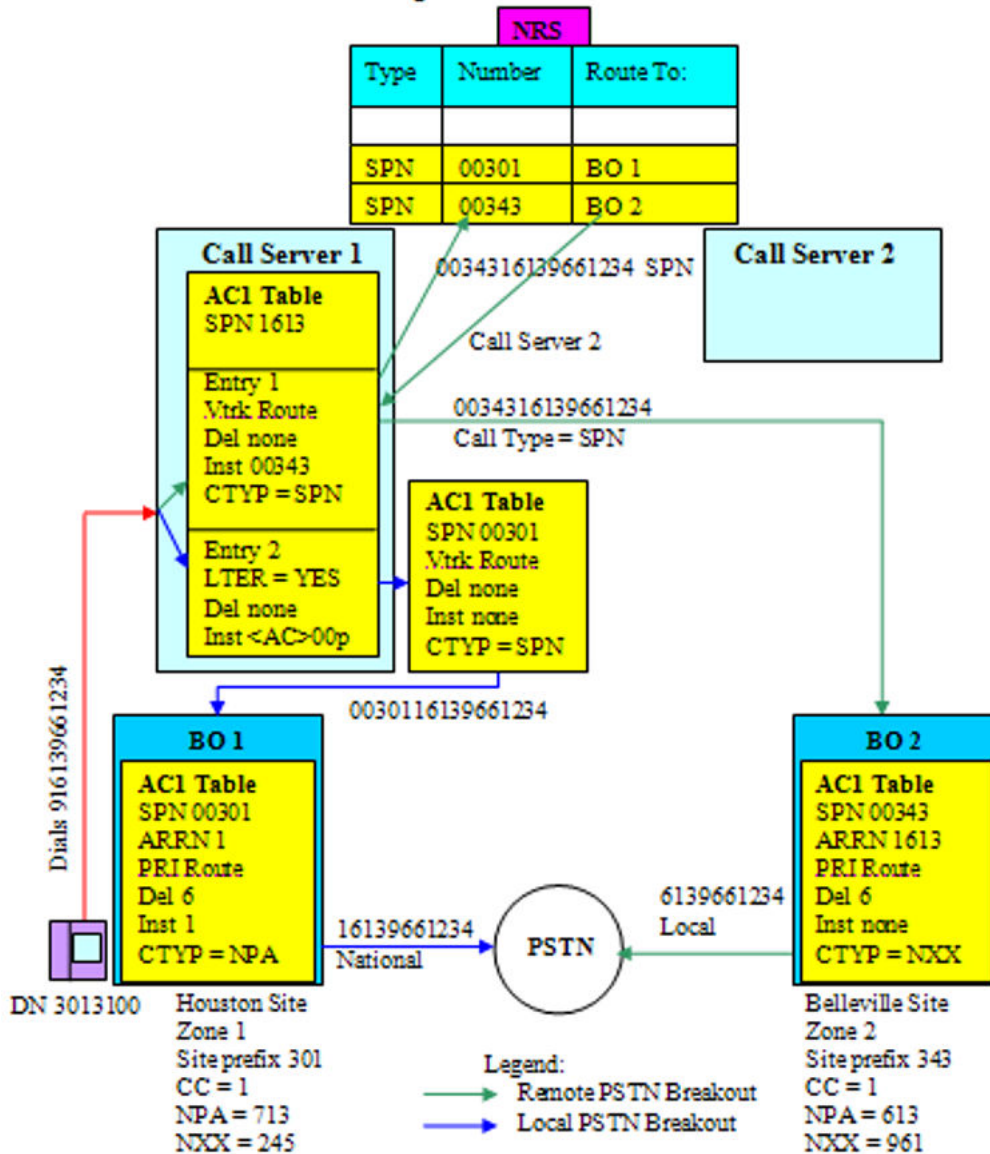 NRS
Type Number Route To:
SPN 00301 BO 1
SPN 00343 BO 2
Call Server 1
AC1 Table
SPN 1613
Entry 1
Vtrk Route
Del none
Inst 00343
CTYP = SPN
Entry 2
LTER = YES
Del none
Inst <AC>00p
0034316139661234 SPN
Call Server 2
Call Server 2
0034316139661234
Call Type = SPN
AC1 Table
SPN 00301
Vtrk Route
Del none
Inst none
CTYP = SPN
0030116139661234
Dials 916139661234
DN 3013100
BO 1
AC1 Table
SPN 00301
ARRN 1
PRI Route
Del 6
Inst 1
CTYP = NPA
Houston Site
Zone 1
Site prefix 301
CC = 1
NPA = 713
NXX = 245
16139661234
National
PSTN
6139661234
Local
BO 2
AC1 Table
SPN 00343
ARRN 1613
PRI Route
Del 6
Inst none
CTYP = NXX
Belleville Site
Zone 2
Site prefix 343
CC = 1
NPA = 613
NXX = 961
Legend:
Remote PSTN Breakout
Local PSTN Breakout